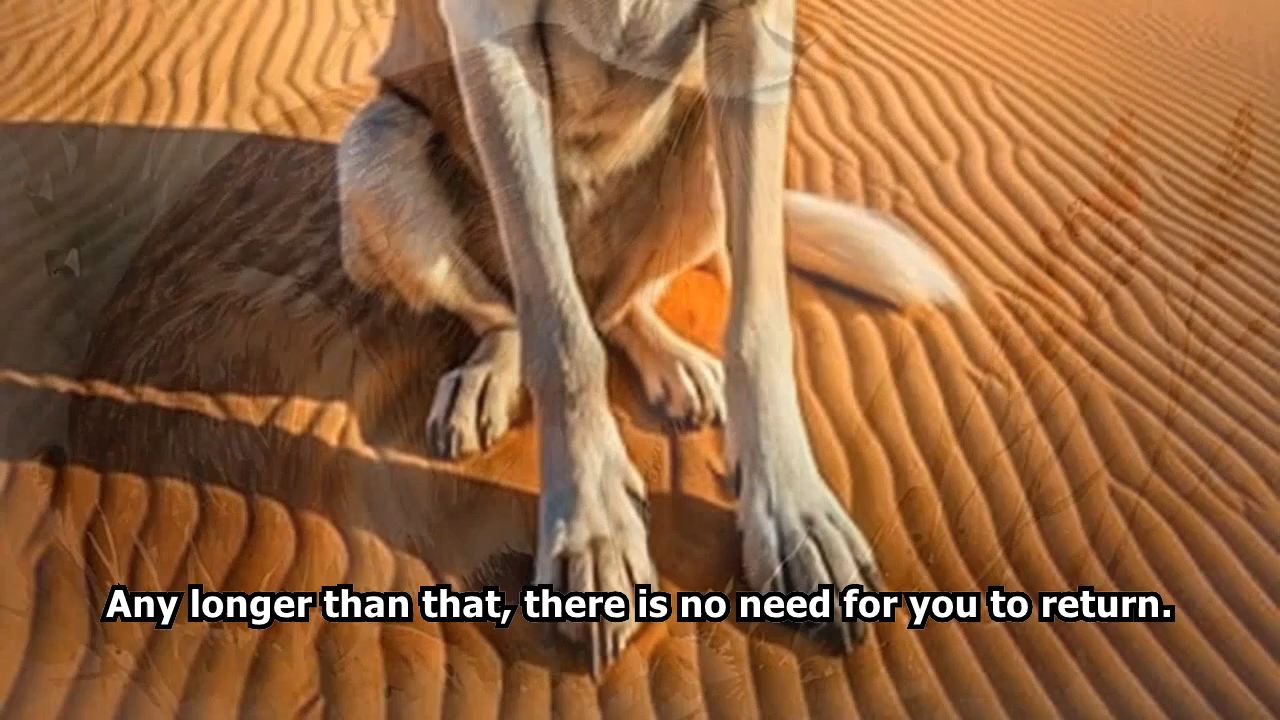 Any longer than that, there is no need for you to return.